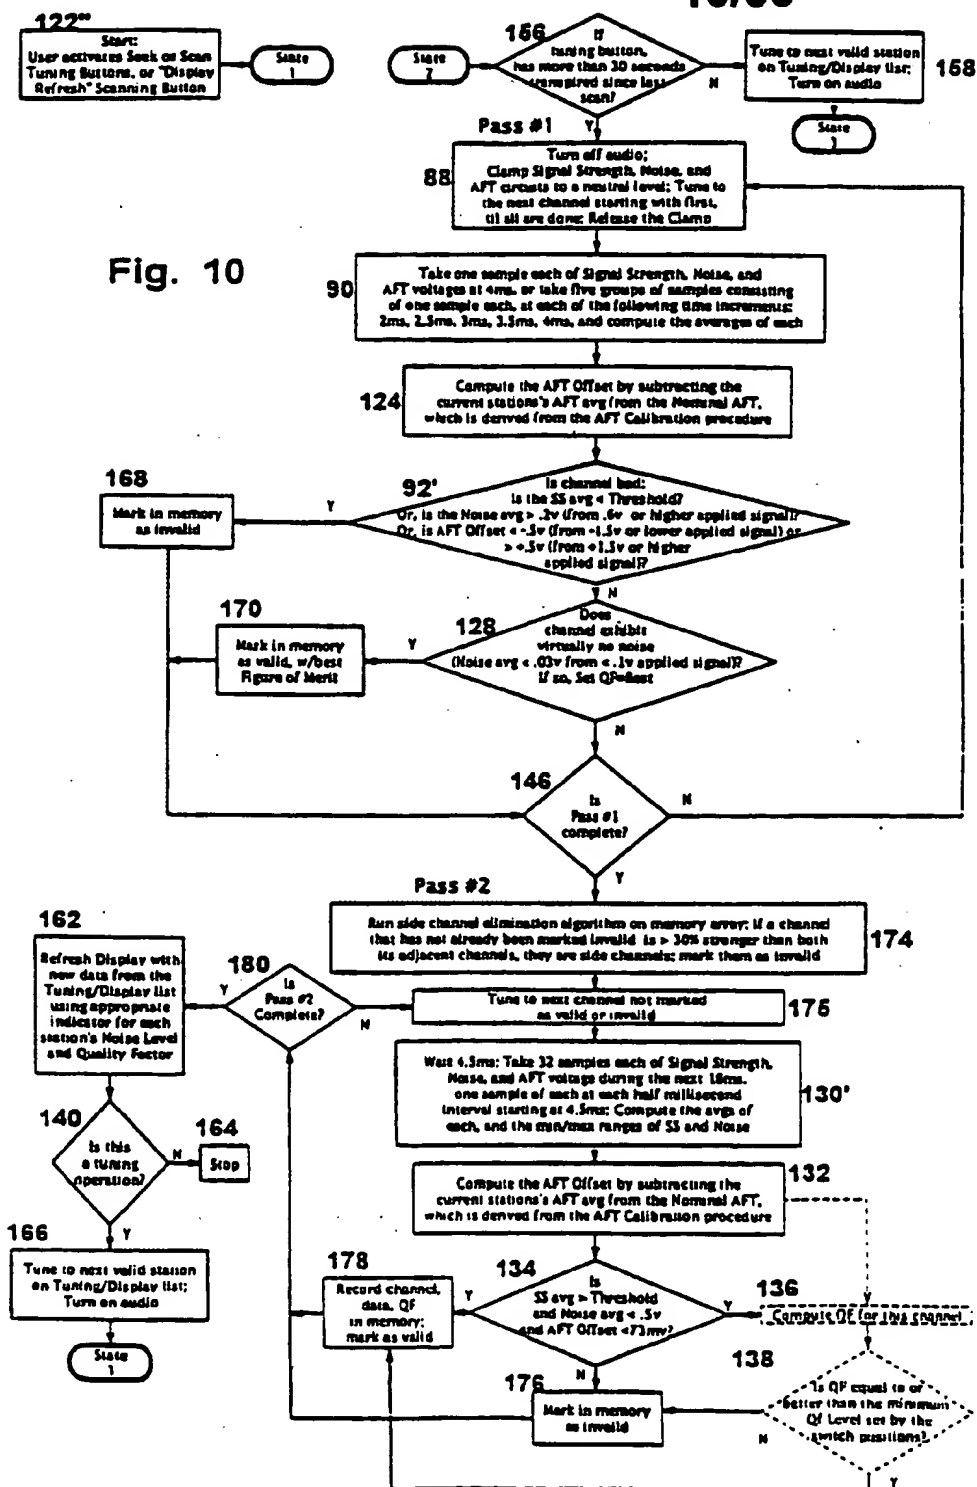 122"
Start:
User activates Seek or Scan
Tuning Buttons, or "Display
Refresh" Scanning Button
State
1
State
156
If
tuning button,
has more than 30 seconds
transpired since last
scan?
N
Y
Tune to next valid station
on Tuning/Display list;
Turn on audio
158
State
Pass #1
88
Turn off audio;
Clamp Signal Strength, Noise, and
AFT circuits to a neutral level; Tune to
the next channel starting with first,
til all are done; Release the Clamp
Fig. 10
90
Take one sample each of Signal Strength, Noise, and
AFT voltages at 4ms, or take five groups of samples consisting
of one sample each, at each of the following time increments:
2ms, 2.5ms, 3ms, 3.5ms, 4ms, and compute the averages of each
124
Compute the AFT Offset by subtracting the
current stations's AFT avg from the Nominal AFT,
which is derived from the AFT Calibration procedure
92'
Is channel bad:
Is the SS avg < Threshold?
Or, is the Noise avg > .2v (from .6v or higher applied signal)?
Or, is AFT Offset < -.5v (from -1.5v or lower applied signal) or
> +.5v (from +1.5v or higher
applied signal)?
Y
N
168
Mark in memory
as invalid
128
Does
channel exhibit
virtually no noise
(Noise avg < .03v from < .1v applied signal)?
If so, Set QF=Best
Y
N
170
Mark in memory
as valid, w/best
Figure of Merit
146
Is
Pass #1
complete?
N
Y
Pass #2
Run side channel elimination algorithm on memory array; if a channel
that has not already been marked invalid is > 30% stronger than both
its adjacent channels, they are side channels; mark them as invalid
174
Tune to next channel not marked
as valid or invalid
175
180
Is
Pass #2
Complete?
Y
N
162
Refresh Display with
new data from the
Tuning/Display list
using appropriate
indicator for each
station's Noise Level
and Quality Factor
Wait 4.5ms; Take 32 samples each of Signal Strength,
Noise, and AFT voltage during the next 16ms,
one sample of each at each half millisecond
interval starting at 4.5ms; Compute the avgs of
each, and the min/max ranges of SS and Noise
130'
140
Is this
a tuning
operation?
N
Y
164
Stop
Compute the AFT Offset by subtracting the
current stations's AFT avg from the Nominal AFT,
which is derived from the AFT Calibration procedure
132
166
Tune to next valid station
on Tuning/Display list;
Turn on audio
State
1
134
Is
SS avg > Threshold
and Noise avg < .5v
and AFT Offset <73mv?
Y
Y
N
178
Record channel,
data, QF
in memory;
mark as valid
136
Compute QF for this channel
138
Is QF equal to or
better than the minimum
Qf Level set by the
switch positions?
N
Y
176
Mark in memory
as invalid